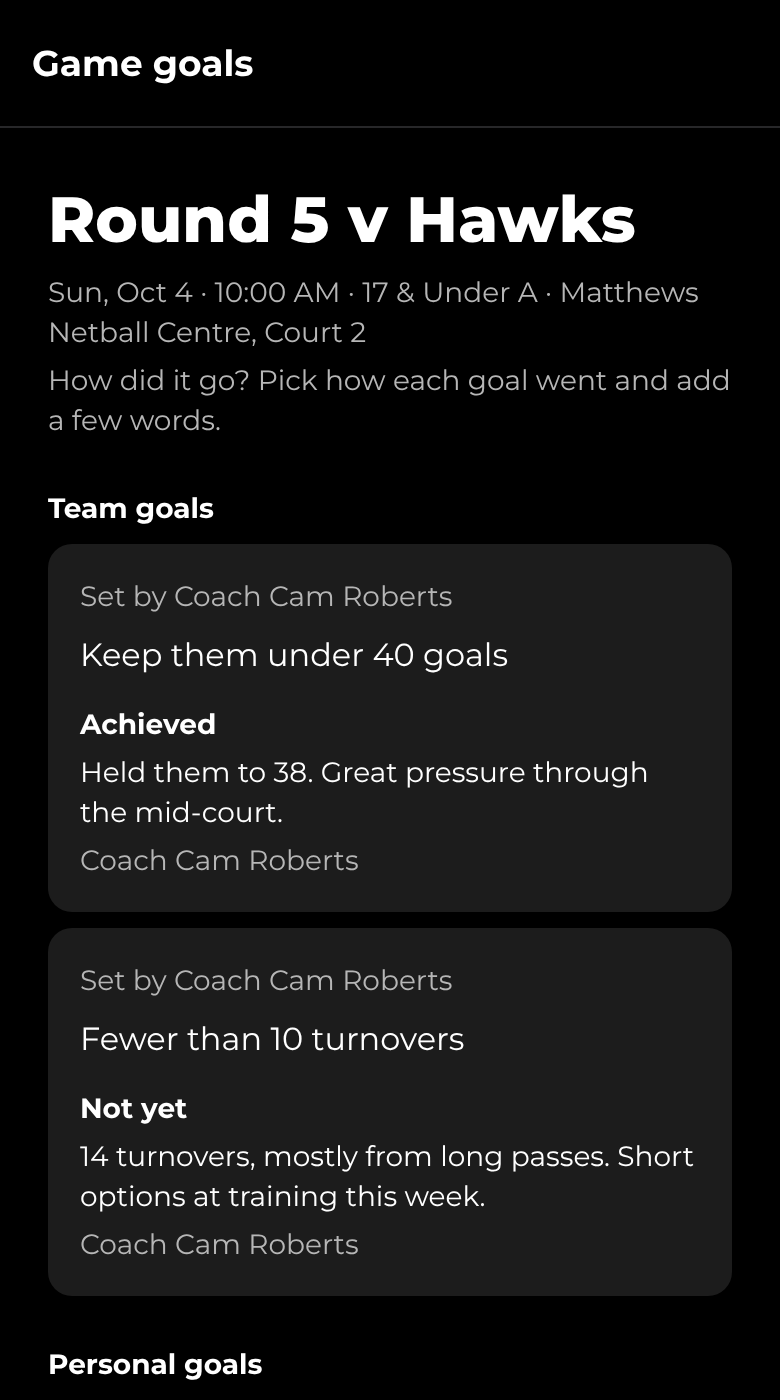 Game goals
Round 5 v Hawks
Sun, Oct 4 · 10:00 AM · 17 & Under A · Matthews
Netball Centre, Court 2
How did it go? Pick how each goal went and add
a few words.
Team goals
Set by Coach Cam Roberts
Keep them under 40 goals
Achieved
Held them to 38. Great pressure through
the mid-court.
Coach Cam Roberts
Set by Coach Cam Roberts
Fewer than 10 turnovers
Not yet
14 turnovers, mostly from long passes. Short
options at training this week.
Coach Cam Roberts
Personal goals